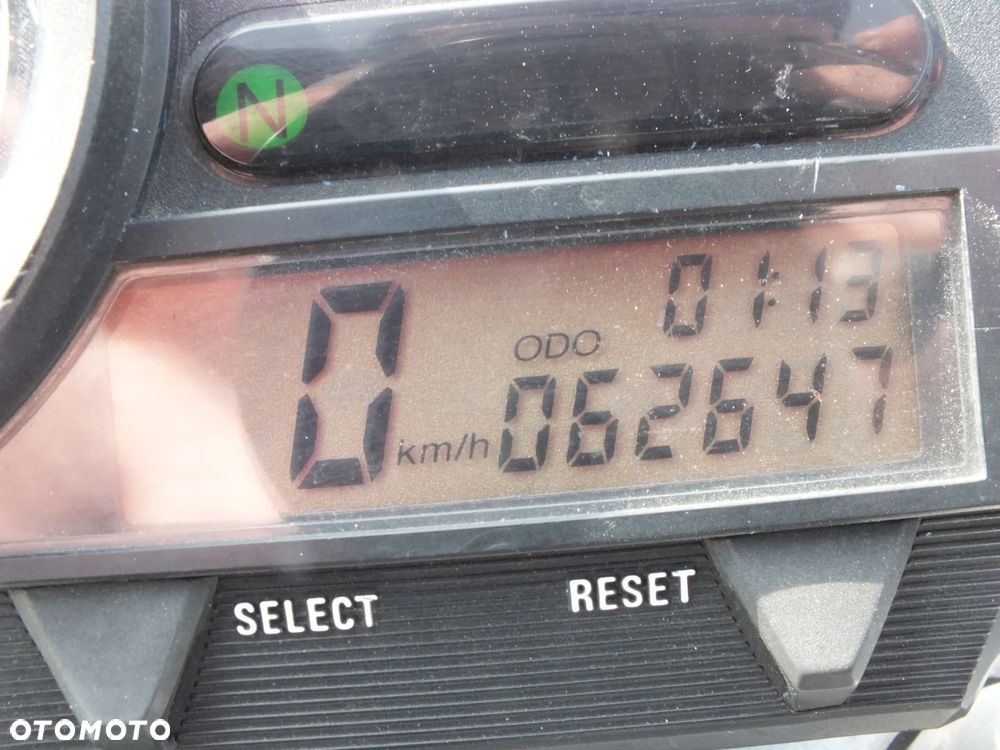 N
01:13
ODO
0 km/h 062647
SELECT RESET
OTOMOTO